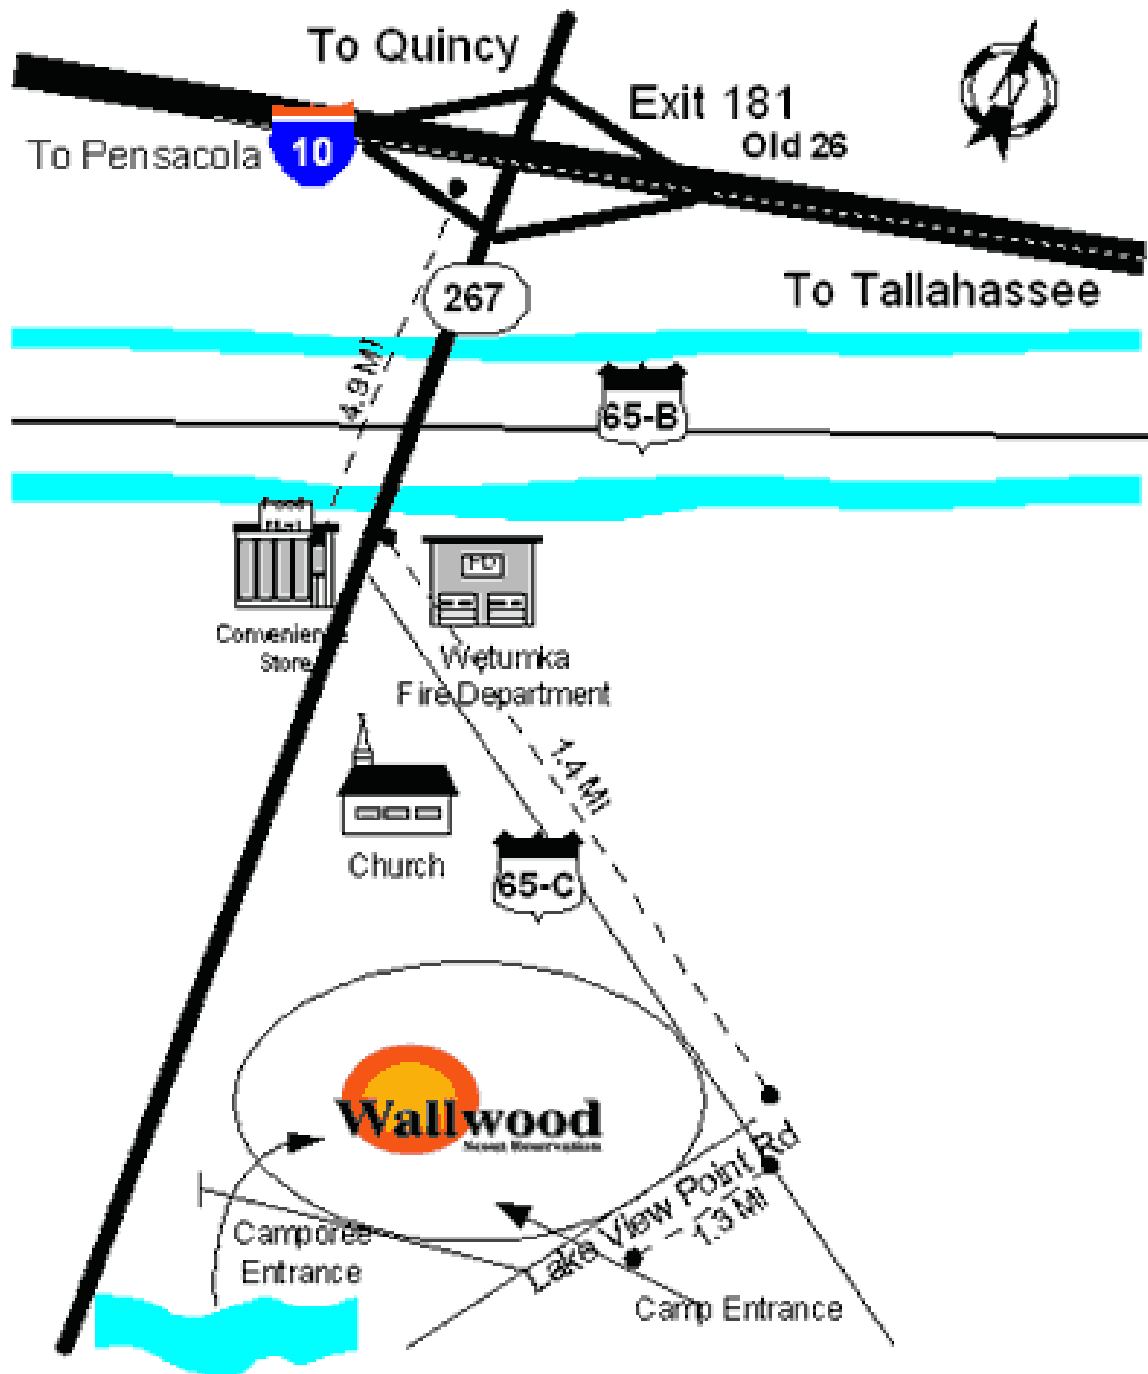 To Quincy
Exit 181
Old 26
To Pensacola
10
267
To Tallahassee
4.9 MI
65-B
FD
Convenience
Store
Wetumka
Fire Department
1.4 MI
Church
65-C
Wallwood
Scout Reservation
Lake View Point Rd
1.3 MI
Camporee
Entrance
Camp Entrance